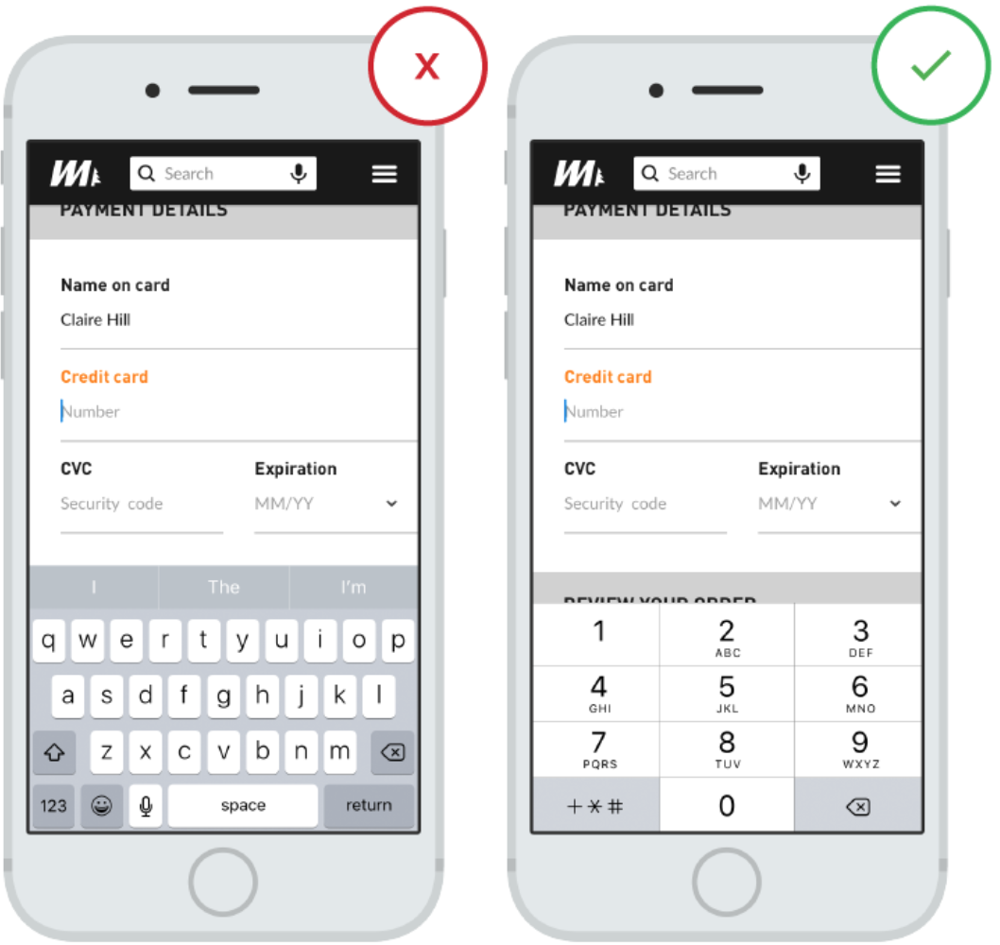 X
Search
PAYMENT DETAILS
Name on card
Claire Hill
Credit card
Number
CVC Expiration
Security code MM/YY
I The I'm
q w e r t y u i o p
a s d f g h j k l
z x c v b n m
123 space return
Search
PAYMENT DETAILS
Name on card
Claire Hill
Credit card
Number
CVC Expiration
Security code MM/YY
REVIEW YOUR ORDER
1 2 3
ABC DEF
4 5 6
GHI JKL MNO
7 8 9
PQRS TUV WXYZ
+*# 0